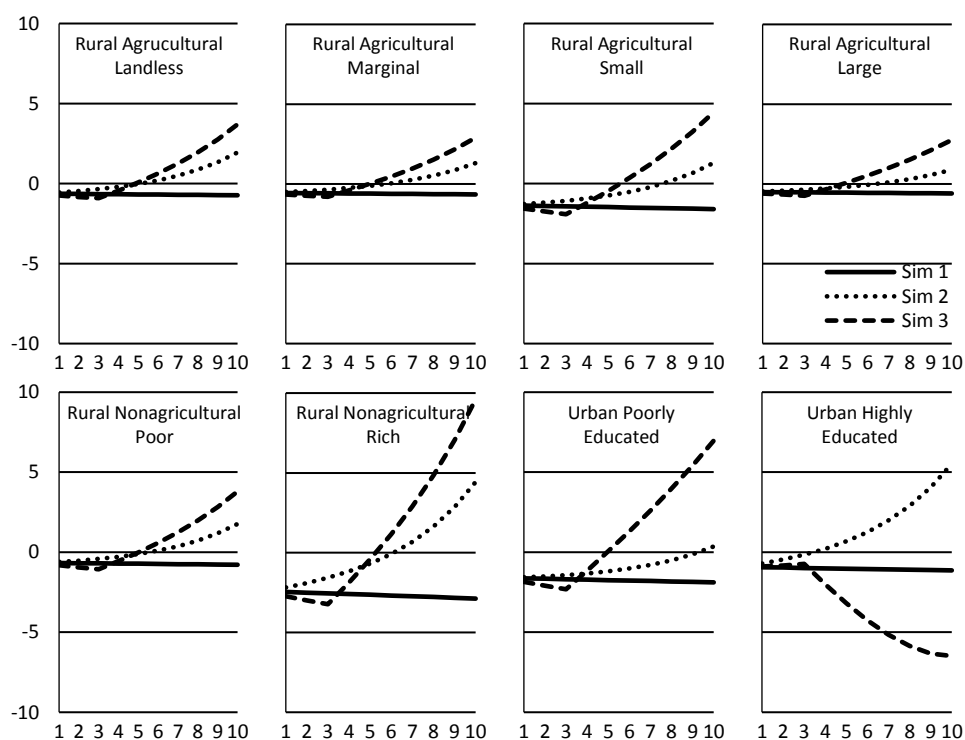 10
5
0
-5
-10
Rural Agrucultural
Landless
Rural Agricultural
Marginal
Rural Agricultural
Small
Rural Agricultural
Large
Sim 1
Sim 2
Sim 3
1 2 3 4 5 6 7 8 9 10
1 2 3 4 5 6 7 8 9 10
1 2 3 4 5 6 7 8 9 10
1 2 3 4 5 6 7 8 9 10
10
5
0
-5
-10
Rural Nonagricultural
Poor
Rural Nonagricultural
Rich
Urban Poorly
Educated
Urban Highly
Educated
1 2 3 4 5 6 7 8 9 10
1 2 3 4 5 6 7 8 9 10
1 2 3 4 5 6 7 8 9 10
1 2 3 4 5 6 7 8 9 10